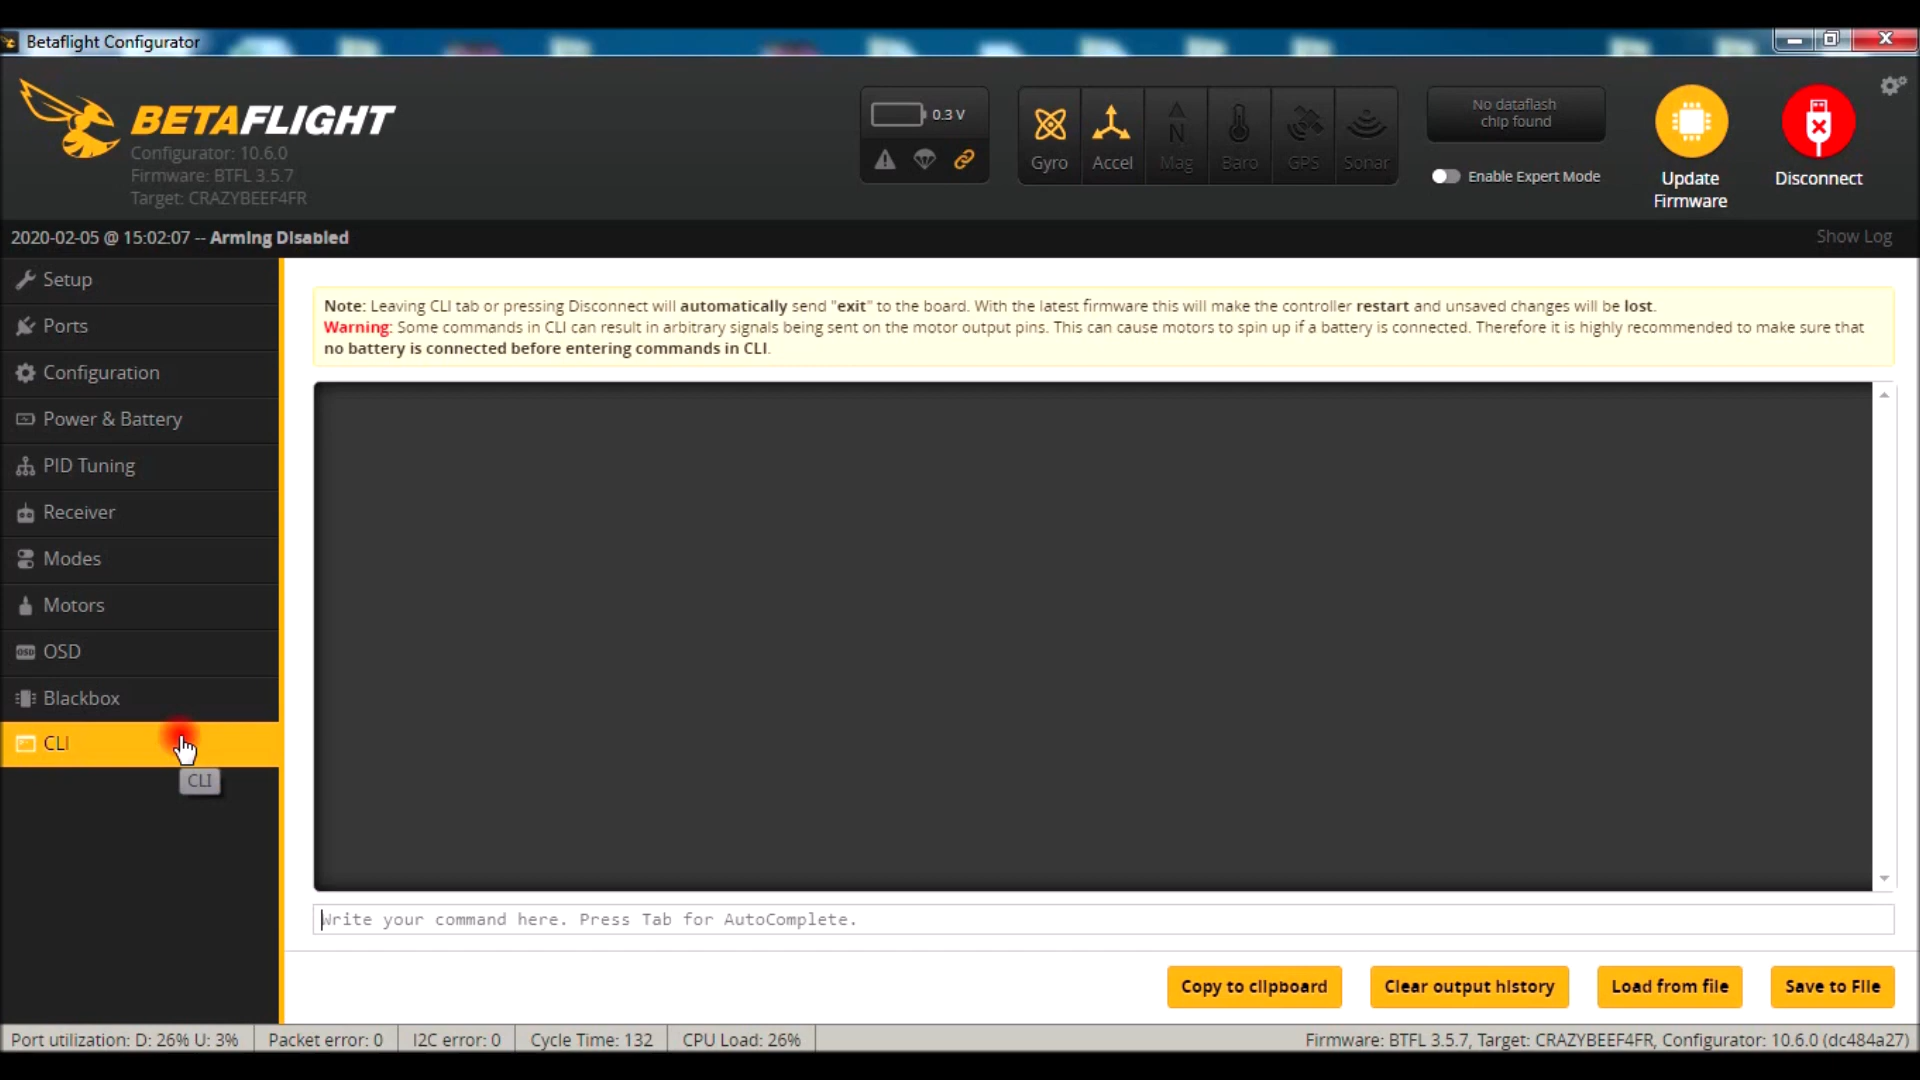 Betaflight Configurator
BETAFLIGHT
Configurator: 10.6.0
Firmware: BTFL 3.5.7
Target: CRAZYBEEF4FR
0.3 V
Gyro
Accel
Mag
Baro
GPS
Sonar
No dataflash
chip found
Enable Expert Mode
Update
Firmware
Disconnect
2020-02-05 @ 15:02:07 -- Arming Disabled
Show Log
Setup
Ports
Configuration
Power & Battery
PID Tuning
Receiver
Modes
Motors
OSD
Blackbox
CLI
CLI
Note: Leaving CLI tab or pressing Disconnect will automatically send "exit" to the board. With the latest firmware this will make the controller restart and unsaved changes will be lost.
Warning: Some commands in CLI can result in arbitrary signals being sent on the motor output pins. This can cause motors to spin up if a battery is connected. Therefore it is highly recommended to make sure that
no battery is connected before entering commands in CLI.
Write your command here. Press Tab for AutoComplete.
Copy to clipboard
Clear output history
Load from file
Save to File
Port utilization: D: 26% U: 3%
Packet error: 0
I2C error: 0
Cycle Time: 132
CPU Load: 26%
Firmware: BTFL 3.5.7, Target: CRAZYBEEF4FR, Configurator: 10.6.0 (dc484a27)